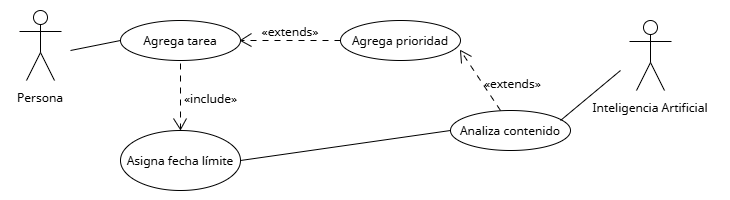 Agrega tarea
«extends»
Agrega prioridad
Persona
«include»
«extends»
Inteligencia Artificial
Analiza contenido
Asigna fecha límite